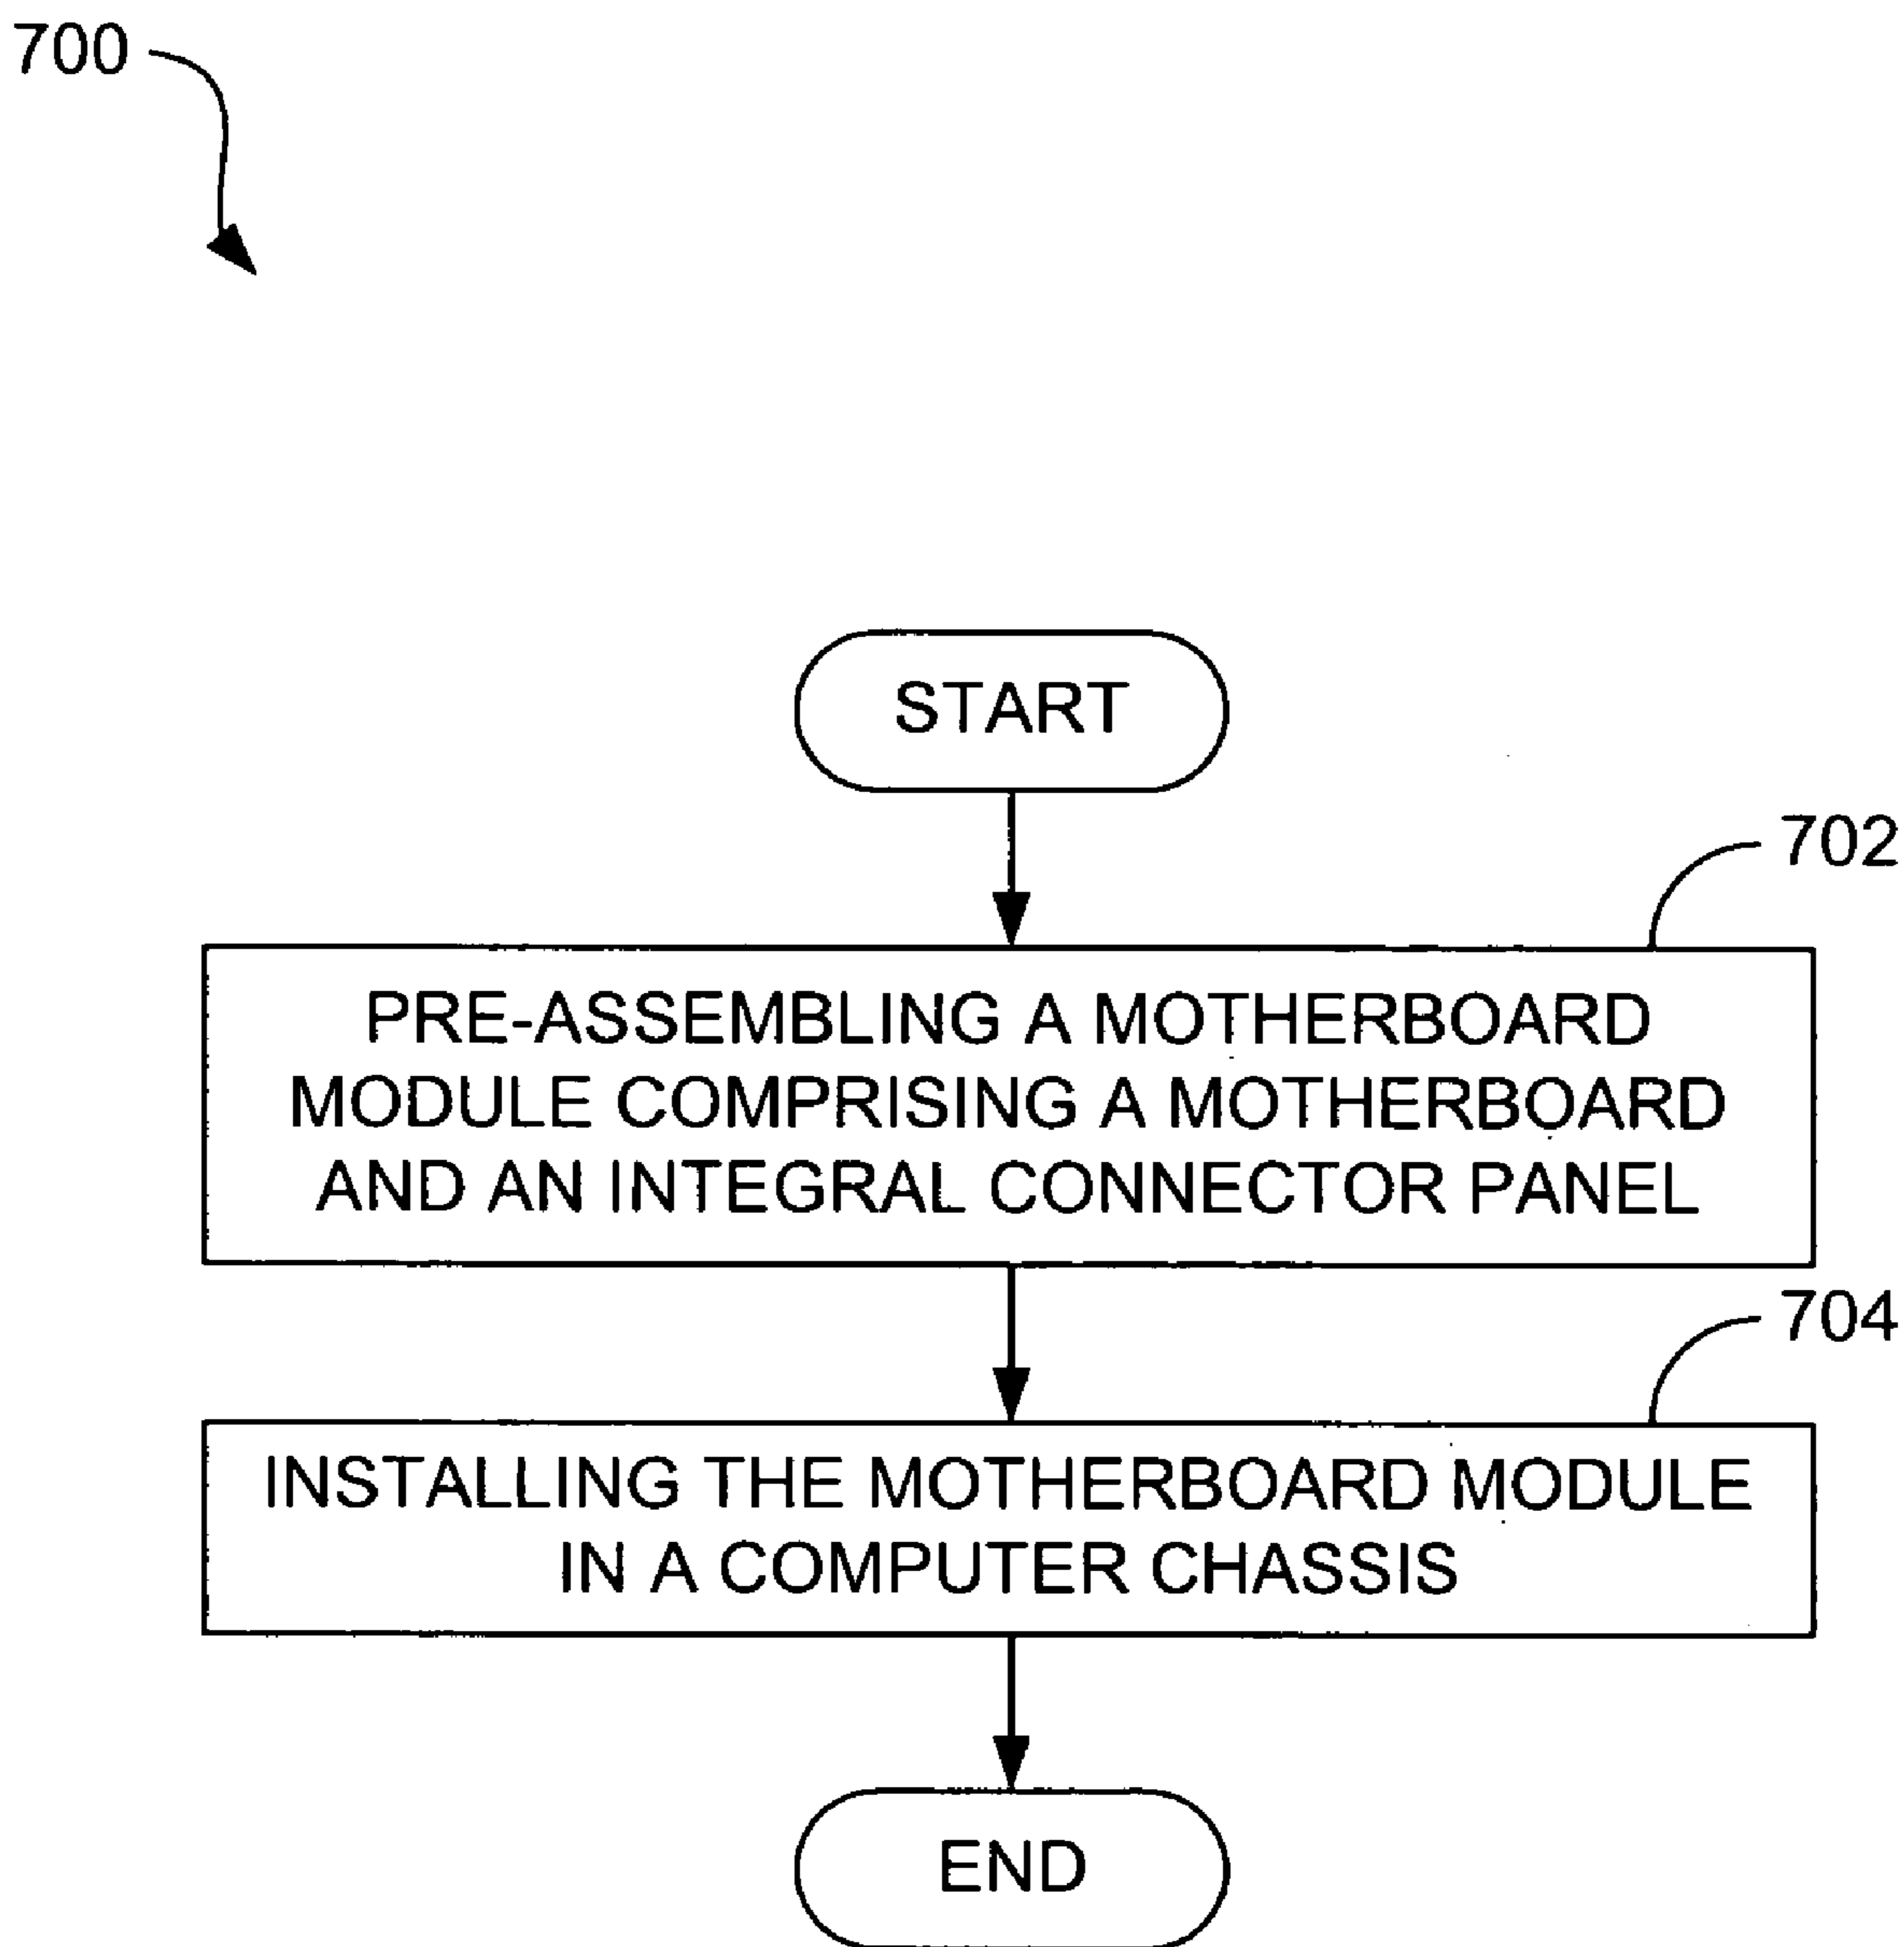 700
START
702
PRE-ASSEMBLING A MOTHERBOARD
MODULE COMPRISING A MOTHERBOARD
AND AN INTEGRAL CONNECTOR PANEL
704
INSTALLING THE MOTHERBOARD MODULE
IN A COMPUTER CHASSIS
END